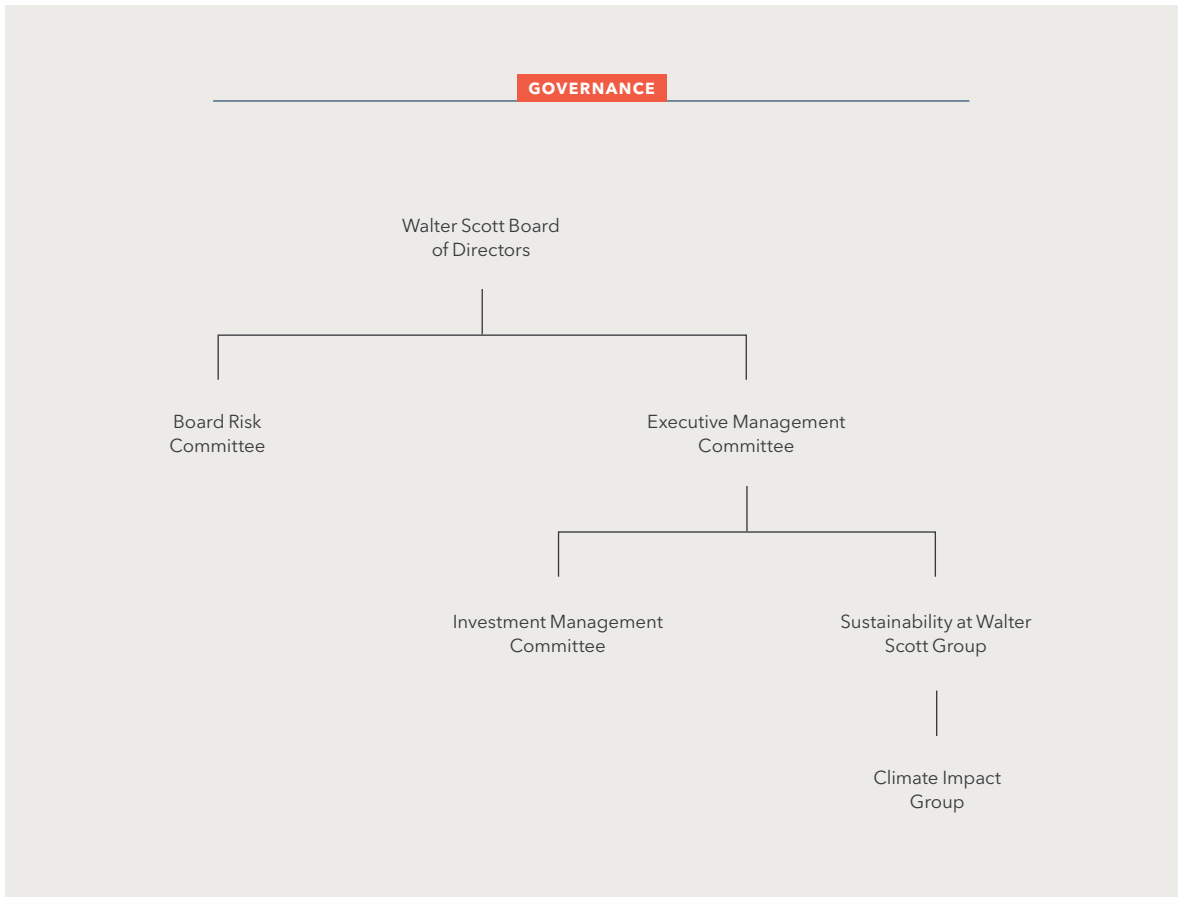 GOVERNANCE
Walter Scott Board
of Directors
Board Risk
Committee
Executive Management
Committee
Investment Management
Committee
Sustainability at Walter
Scott Group
Climate Impact
Group